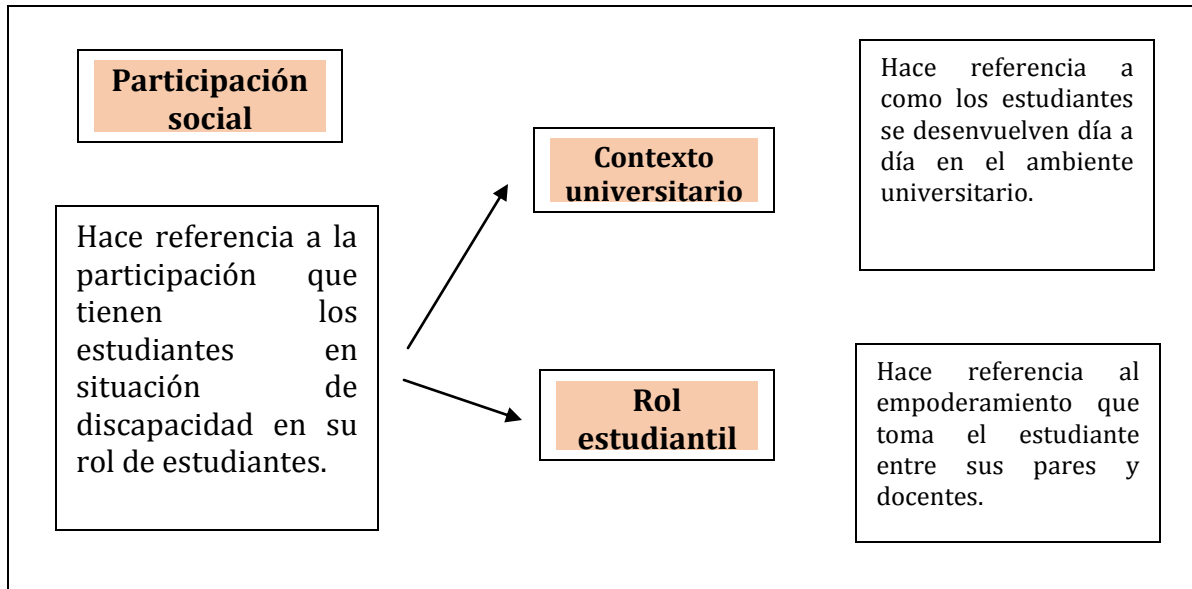 Participación
social
Hace referencia a la
participación que
tienen los
estudiantes en
situación de
discapacidad en su
rol de estudiantes.
Contexto
universitario
Rol
estudiantil
Hace referencia a
como los estudiantes
se desenvuelven día a
día en el ambiente
universitario.
Hace referencia al
empoderamiento que
toma el estudiante
entre sus pares y
docentes.